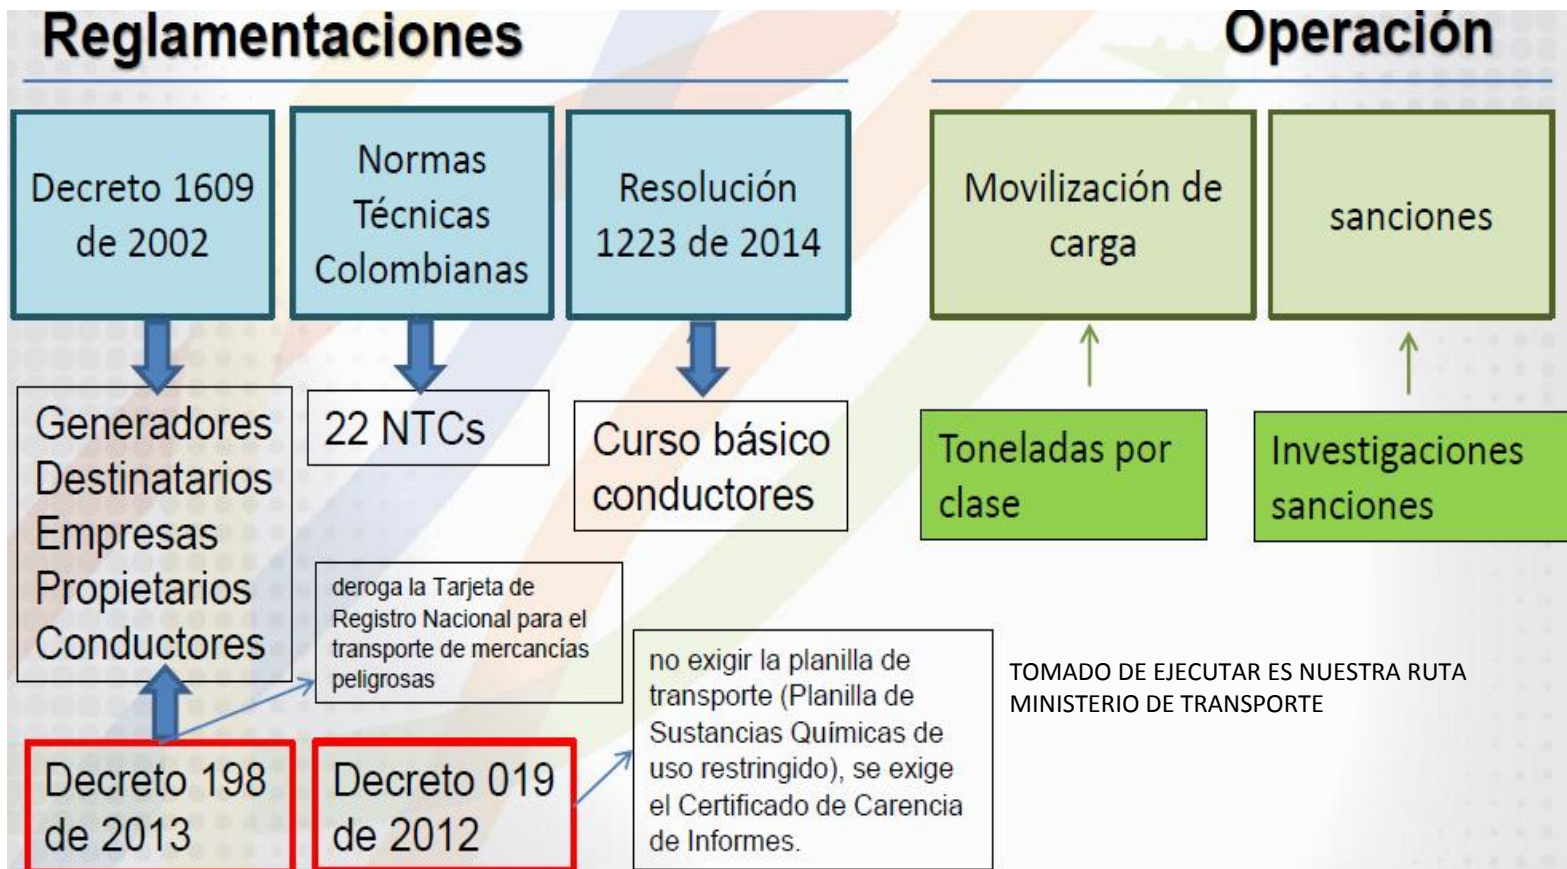 Reglamentaciones
Operación
Decreto 1609
de 2002
Normas
Técnicas
Colombianas
Resolución
1223 de 2014
Movilización de
carga
sanciones
Generadores
Destinatarios
Empresas
Propietarios
Conductores
22 NTCs
Curso básico
conductores
Toneladas por
clase
Investigaciones
sanciones
deroga la Tarjeta de
Registro Nacional para el
transporte de mercancías
peligrosas
no exigir la planilla de
transporte (Planilla de
Sustancias Químicas de
uso restringido), se exige
el Certificado de Carencia
de Informes.
TOMADO DE EJECUTAR ES NUESTRA RUTA
MINISTERIO DE TRANSPORTE
Decreto 198
de 2013
Decreto 019
de 2012